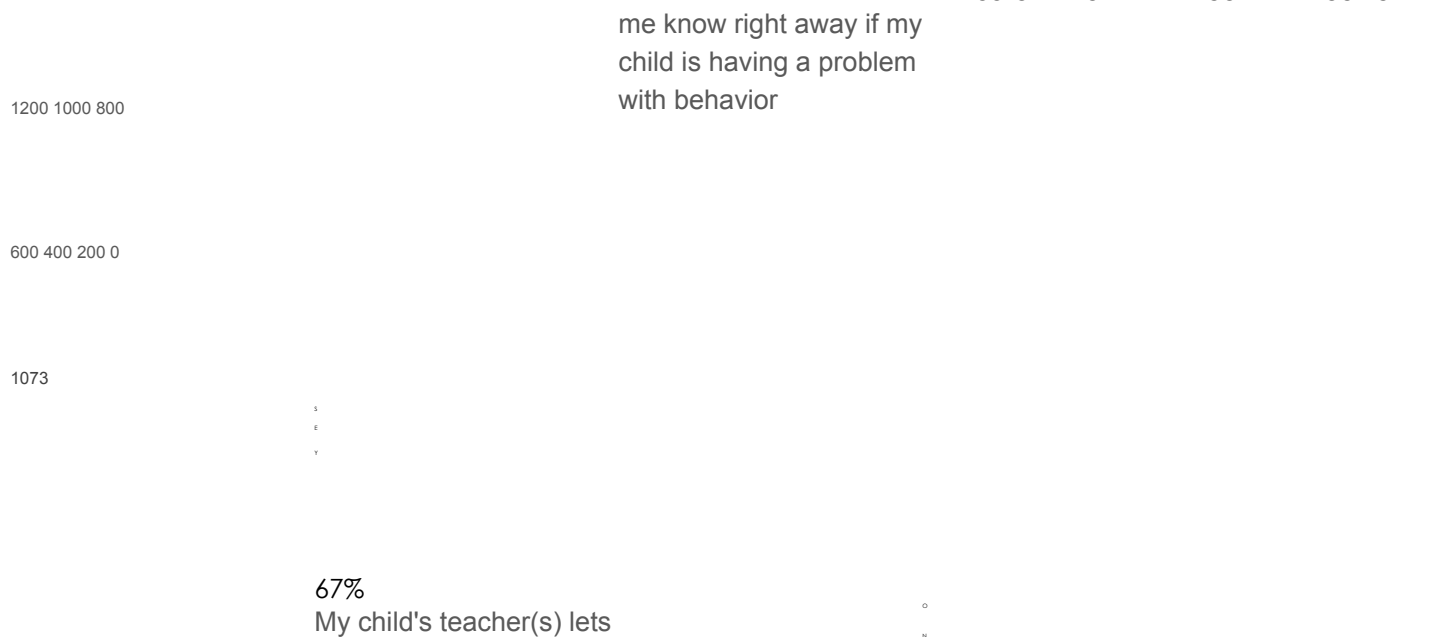 me know right away if my
child is having a problem
with behavior
1200 1000 800
600 400 200 0
1073
S
E
Y
67%
My child's teacher(s) lets
O
N